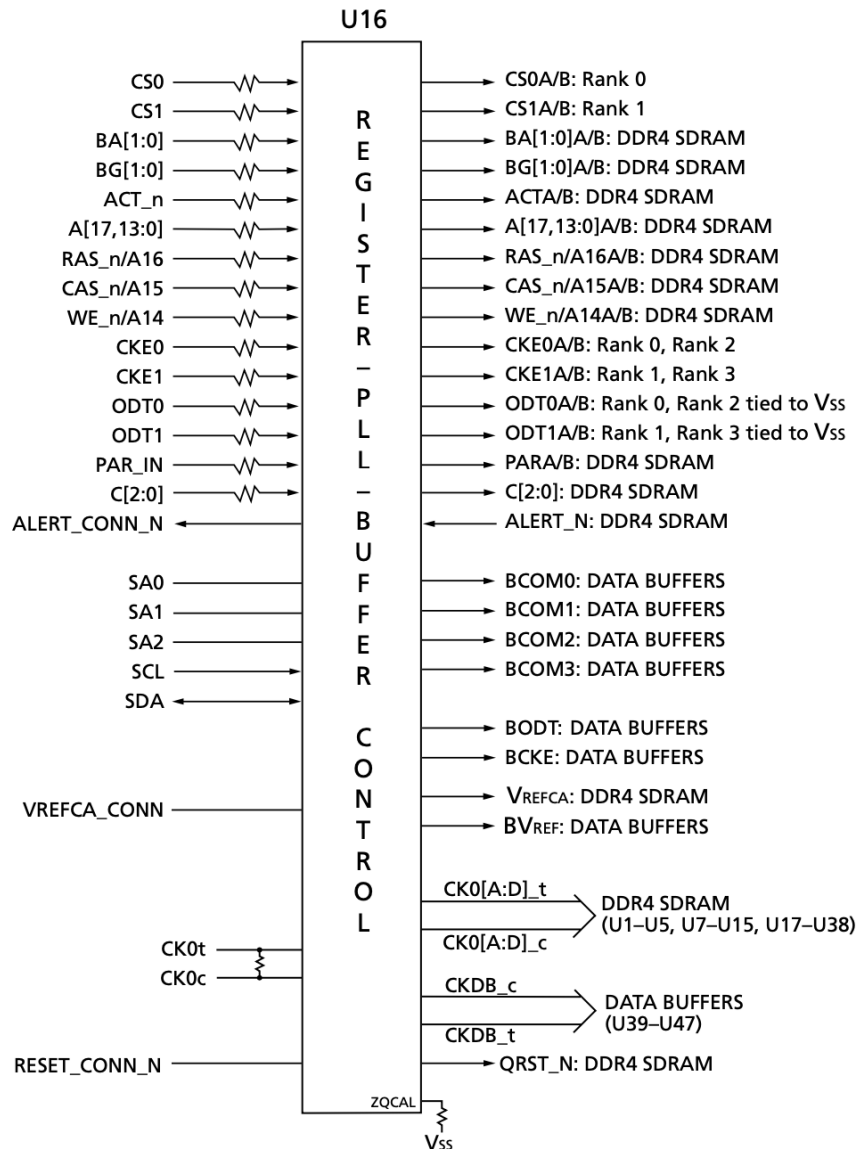 U16
CS0
CS1
BA[1:0]
BG[1:0]
ACT_n
A[17,13:0]
RAS_n/A16
CAS_n/A15
WE_n/A14
CKE0
CKE1
ODT0
ODT1
PAR_IN
C[2:0]
ALERT_CONN_N
SA0
SA1
SA2
SCL
SDA
VREFCA_CONN
CK0t
CK0c
RESET_CONN_N
REGISTER–PLL–BUFFER CONTROL
ZQCAL
CS0A/B: Rank 0
CS1A/B: Rank 1
BA[1:0]A/B: DDR4 SDRAM
BG[1:0]A/B: DDR4 SDRAM
ACTA/B: DDR4 SDRAM
A[17,13:0]A/B: DDR4 SDRAM
RAS_n/A16A/B: DDR4 SDRAM
CAS_n/A15A/B: DDR4 SDRAM
WE_n/A14A/B: DDR4 SDRAM
CKE0A/B: Rank 0, Rank 2
CKE1A/B: Rank 1, Rank 3
ODT0A/B: Rank 0, Rank 2 tied to VSS
ODT1A/B: Rank 1, Rank 3 tied to VSS
PARA/B: DDR4 SDRAM
C[2:0]: DDR4 SDRAM
ALERT_N: DDR4 SDRAM
BCOM0: DATA BUFFERS
BCOM1: DATA BUFFERS
BCOM2: DATA BUFFERS
BCOM3: DATA BUFFERS
BODT: DATA BUFFERS
BCKE: DATA BUFFERS
VREFCA: DDR4 SDRAM
BVREF: DATA BUFFERS
CK0[A:D]_t
DDR4 SDRAM
(U1–U5, U7–U15, U17–U38)
CK0[A:D]_c
CKDB_c
DATA BUFFERS
(U39–U47)
CKDB_t
QRST_N: DDR4 SDRAM
VSS